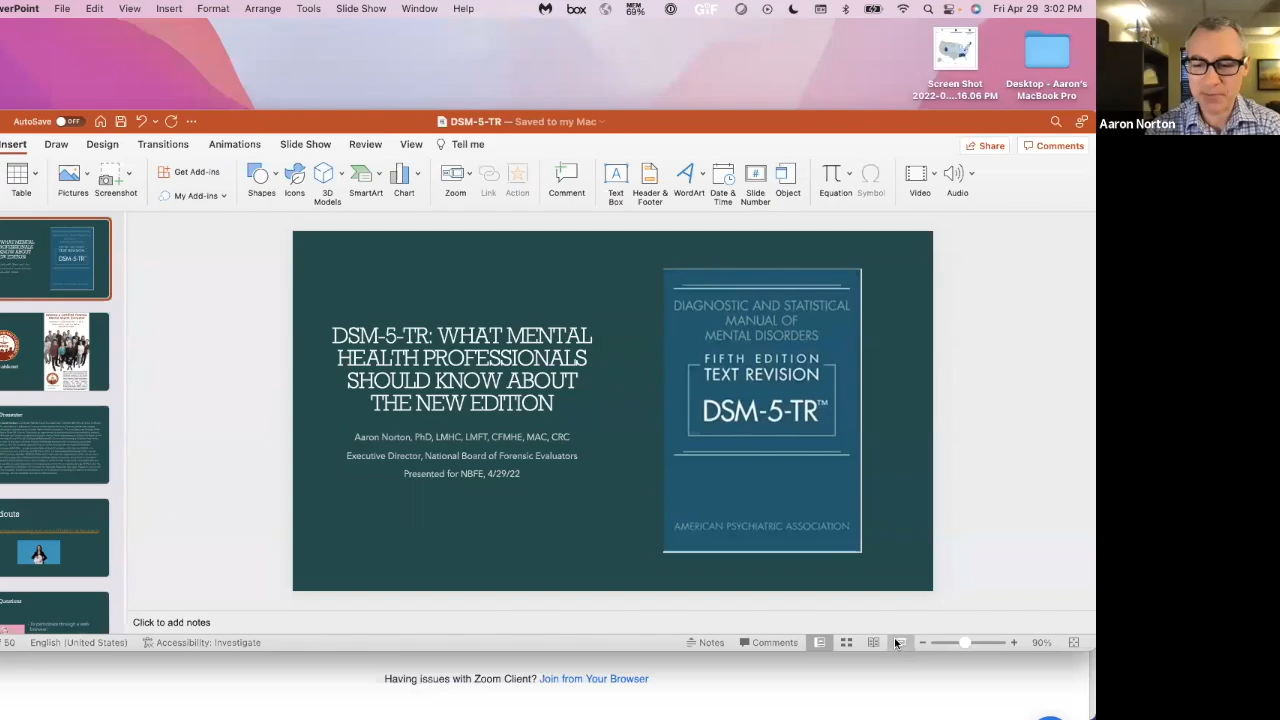 werPoint File Edit View Insert Format Arrange Tools Slide Show Window Help box MEM 69% GIF Fri Apr 29 3:02 PM
Screen Shot
2022-0....16.06 PM
Desktop - Aaron's
MacBook Pro
Aaron Norton
AutoSave OFF
DSM-5-TR — Saved to my Mac
Insert Draw Design Transitions Animations Slide Show Review View Tell me
Share Comments
Table
Pictures
Screenshot
Get Add-ins
My Add-ins
Shapes
Icons
3D
Models
SmartArt
Chart
Zoom
Link
Action
Comment
Text
Box
Header &
Footer
WordArt
Date &
Time
Slide
Number
Object
Equation
Symbol
Video
Audio
DSM-5-TR: WHAT MENTAL
HEALTH PROFESSIONALS
SHOULD KNOW ABOUT
THE NEW EDITION
Aaron Norton, PhD, LMHC, LMFT, CFMHE, MAC, CRC
Executive Director, National Board of Forensic Evaluators
Presented for NBFE, 4/29/22
DIAGNOSTIC AND STATISTICAL
MANUAL OF
MENTAL DISORDERS
FIFTH EDITION
TEXT REVISION
DSM-5-TR™
AMERICAN PSYCHIATRIC ASSOCIATION
Click to add notes
of 50 English (United States) Accessibility: Investigate
Notes Comments 90%
Having issues with Zoom Client? Join from Your Browser